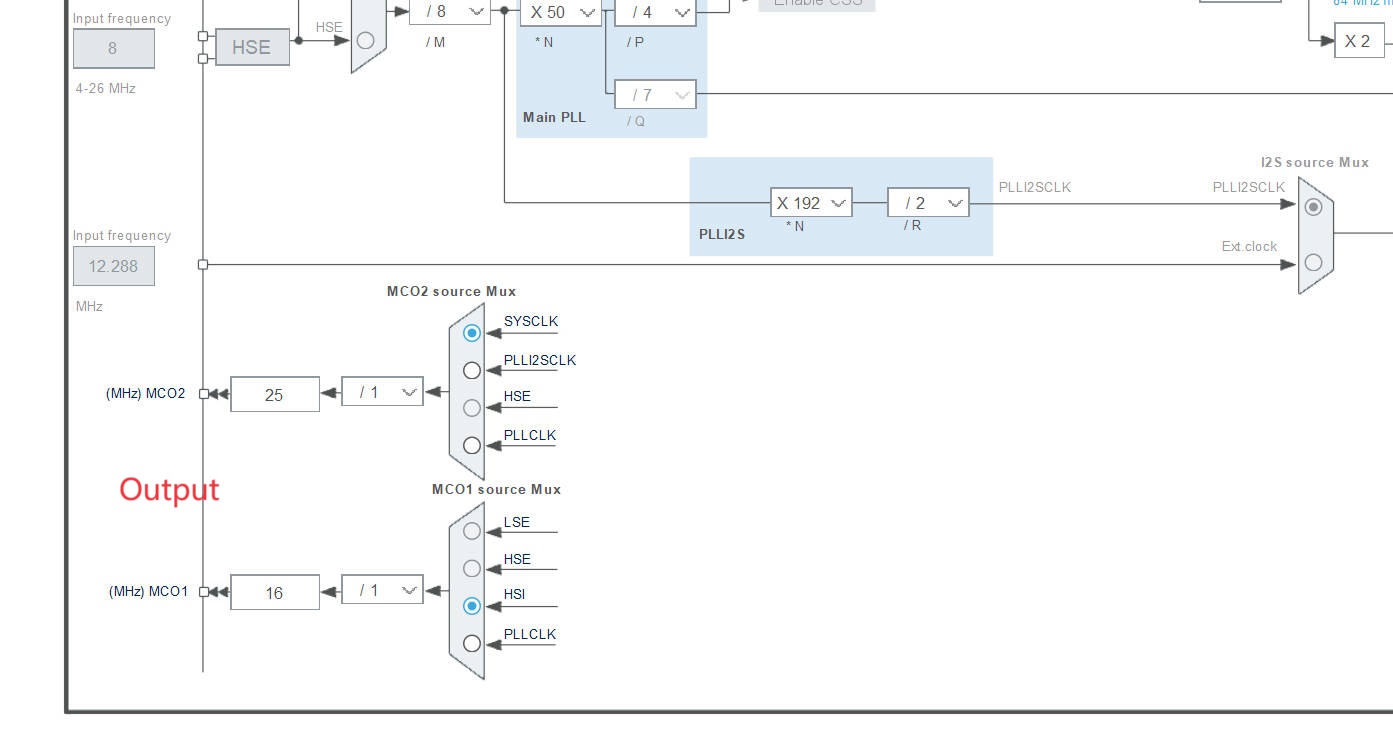 Input frequency
8
4-26 MHz
HSE
HSE
/ 8
/ M
X 50
* N
/ 4
/ P
Enable CSS
X 2
/ 7
/ Q
Main PLL
I2S source Mux
PLLI2SCLK
PLLI2SCLK
X 192
* N
/ 2
/ R
PLLI2S
Input frequency
12.288
MHz
Ext.clock
MCO2 source Mux
SYSCLK
PLLI2SCLK
HSE
PLLCLK
(MHz) MCO2
25
/ 1
Output
MCO1 source Mux
LSE
HSE
HSI
PLLCLK
(MHz) MCO1
16
/ 1